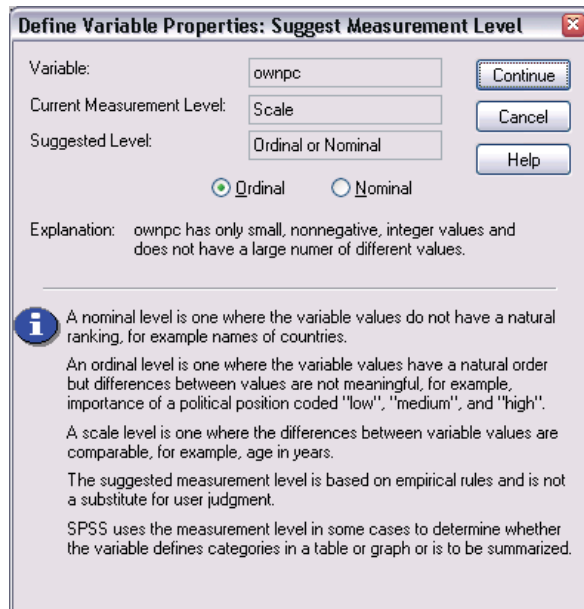 Define Variable Properties: Suggest Measurement Level
Variable:
ownpc
Continue
Current Measurement Level:
Scale
Cancel
Suggested Level:
Ordinal or Nominal
Help
Ordinal
Nominal
Explanation:
ownpc has only small, nonnegative, integer values and
does not have a large numer of different values.
A nominal level is one where the variable values do not have a natural
ranking, for example names of countries.
An ordinal level is one where the variable values have a natural order
but differences between values are not meaningful, for example,
importance of a political position coded "low", "medium", and "high".
A scale level is one where the differences between variable values are
comparable, for example, age in years.
The suggested measurement level is based on empirical rules and is not
a substitute for user judgment.
SPSS uses the measurement level in some cases to determine whether
the variable defines categories in a table or graph or is to be summarized.